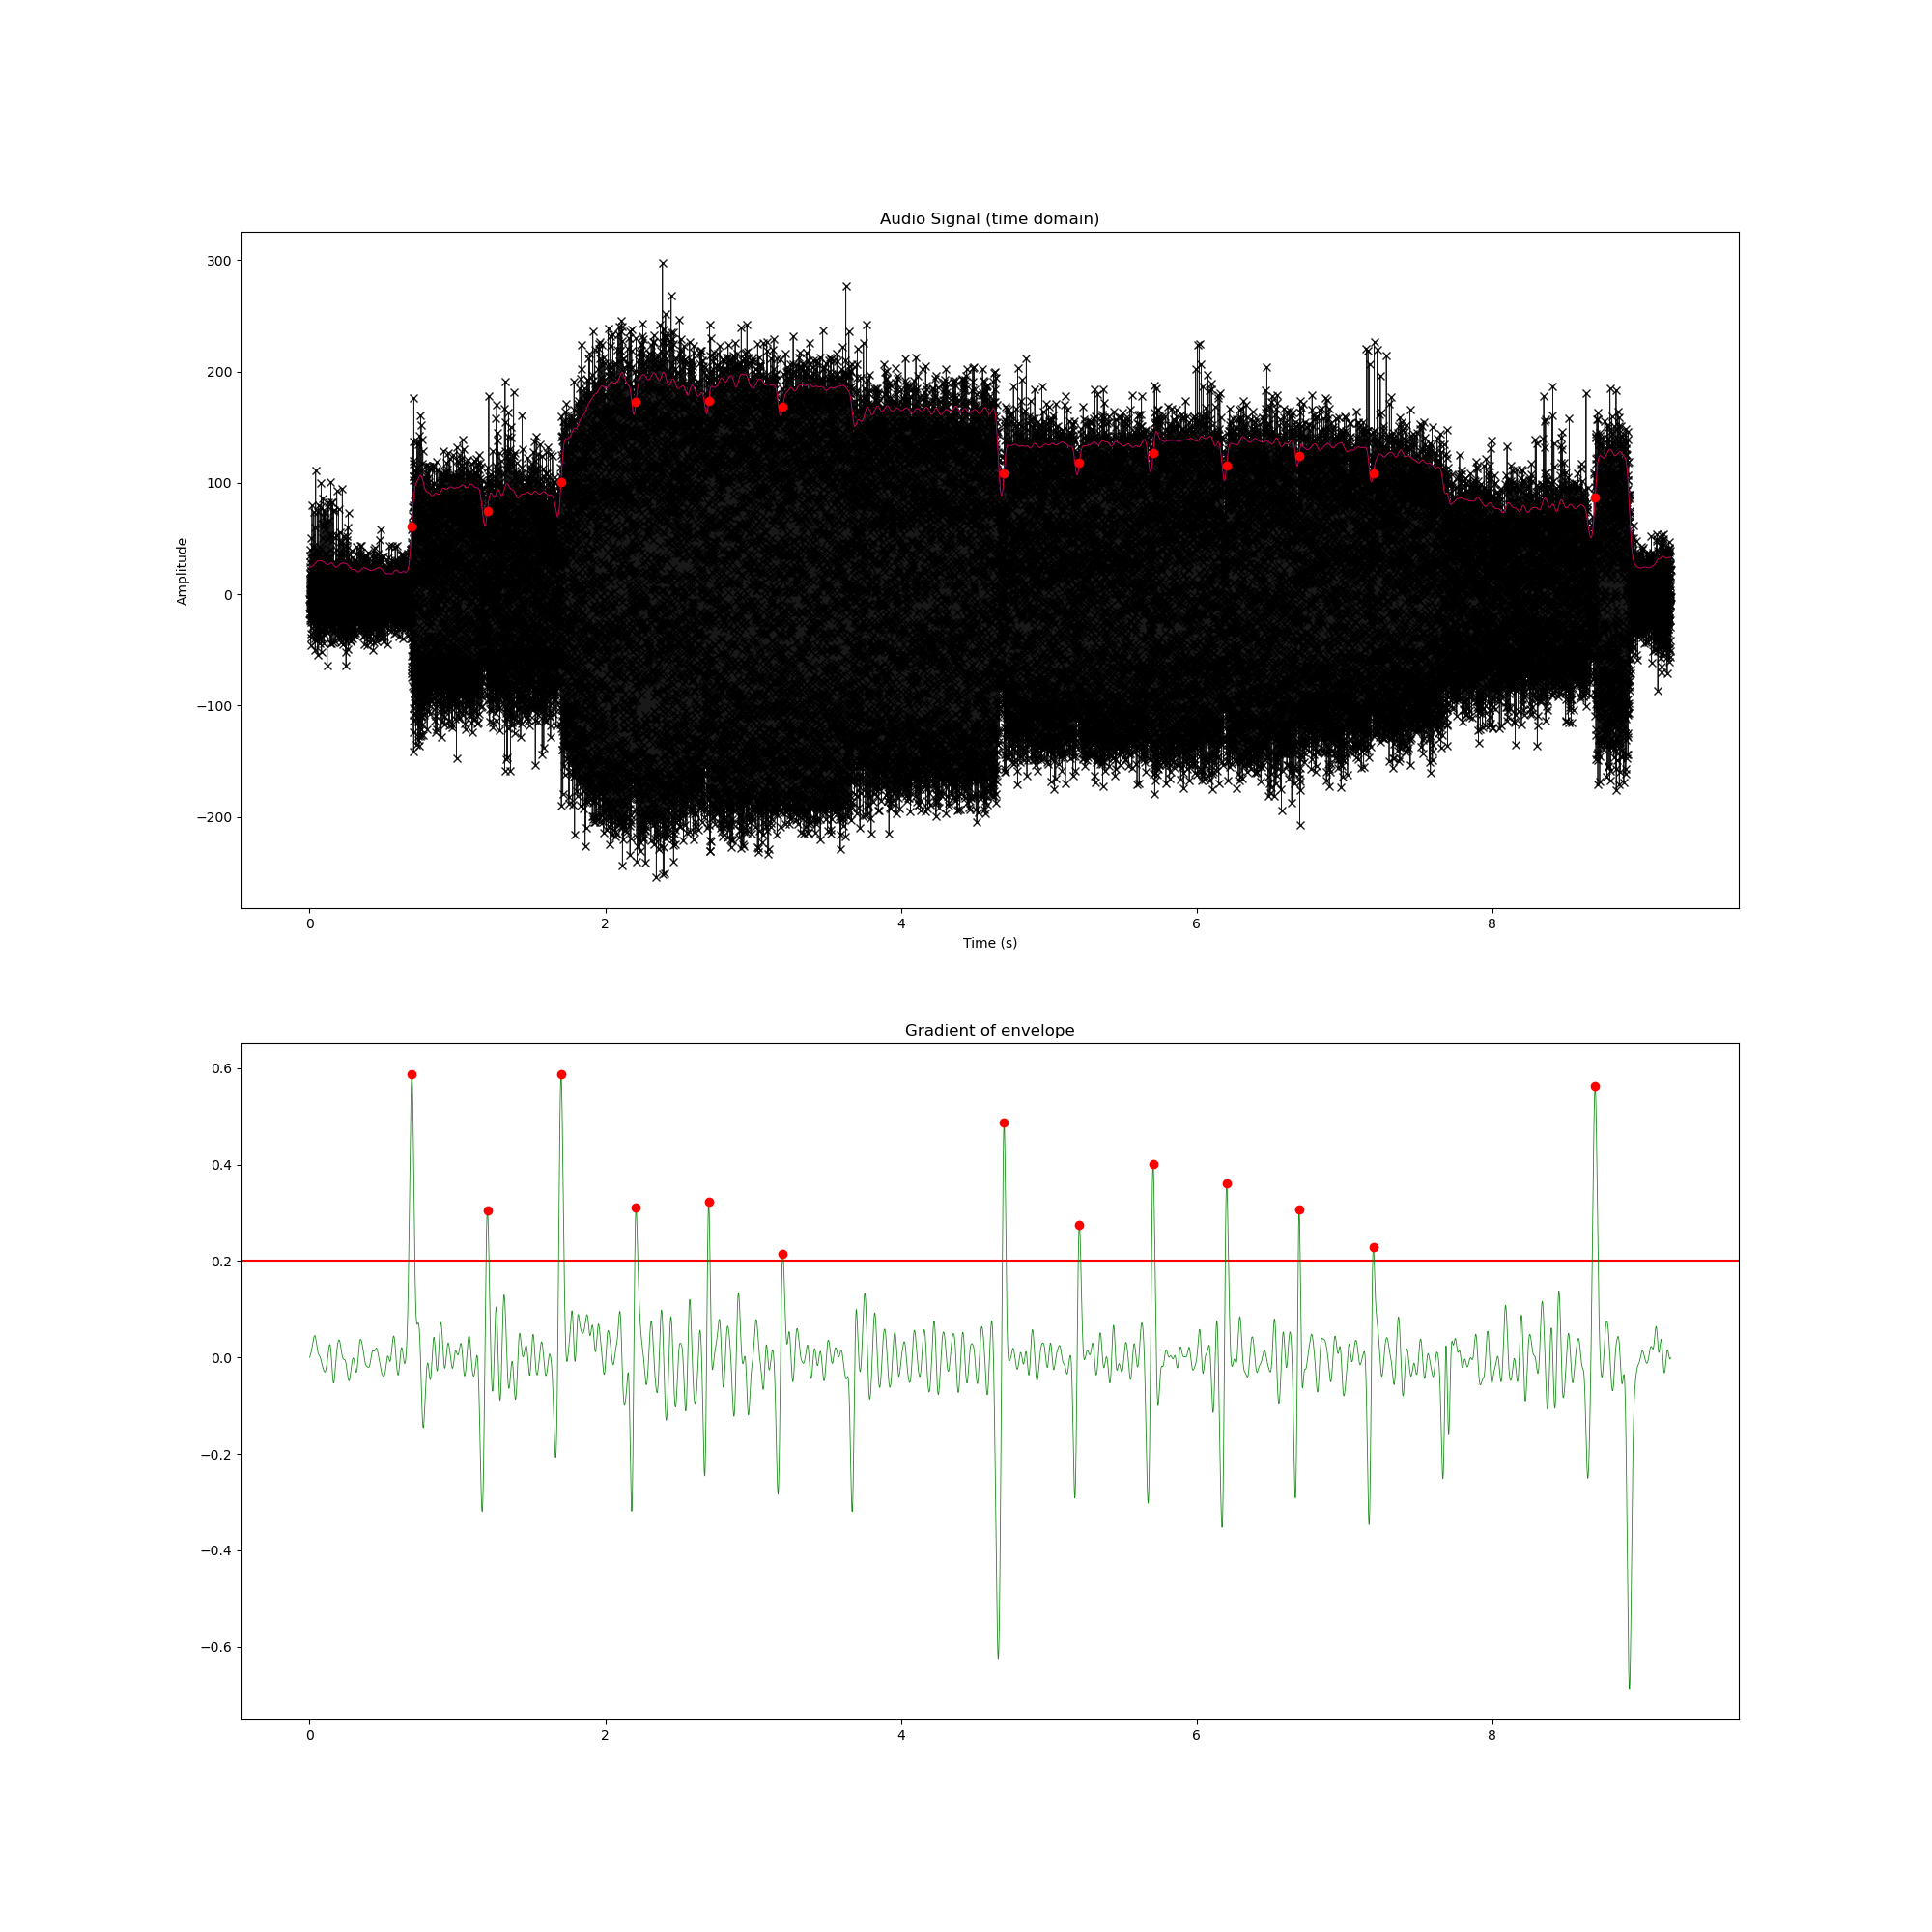 Audio Signal (time domain)
300
200
100
0
−100
−200
Amplitude
0 2 4 6 8
Time (s)
Gradient of envelope
0.6
0.4
0.2
0.0
−0.2
−0.4
−0.6
0 2 4 6 8